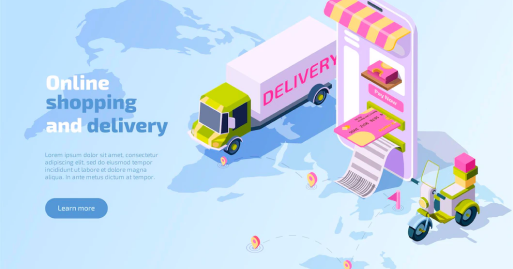 Online
shopping
and delivery
Lorem ipsum dolor sit amet, consectetur
adipiscing elit, sed do eiusmod tempor
incididunt ut labore et dolore magna
aliqua. In ante metus dictum at tempor.
Learn more
DELIVERY
Pay Now